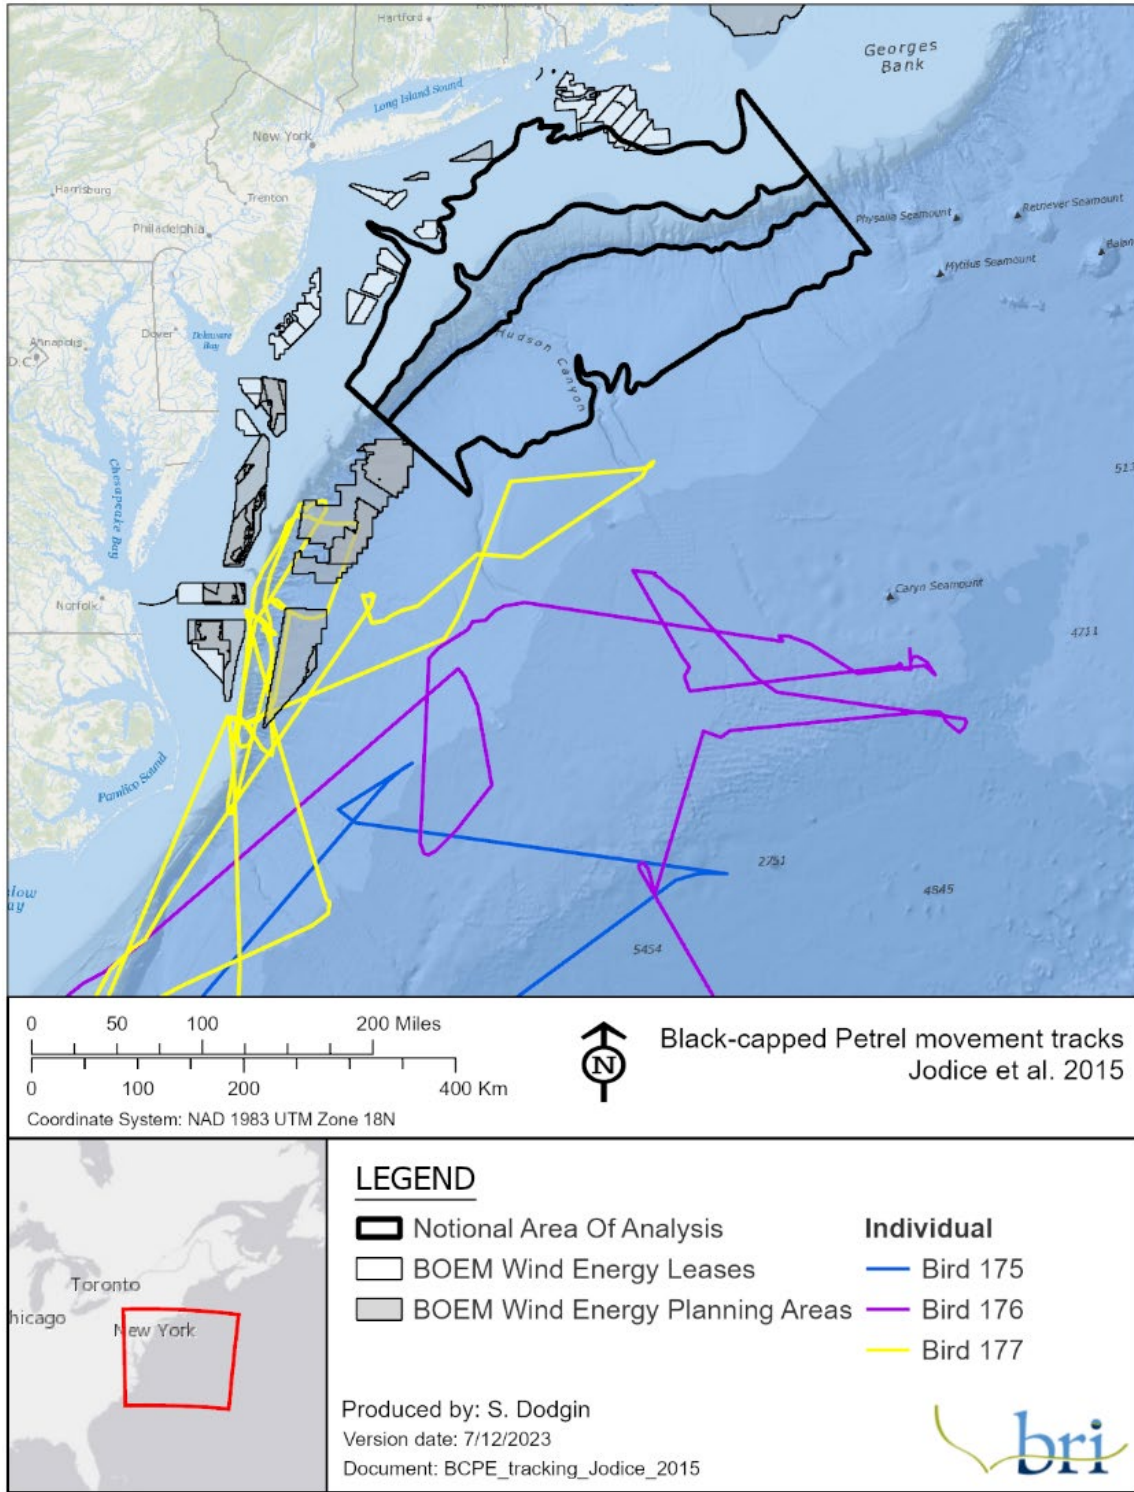 Hartford
Georges
Bank
Long Island Sound
New York
Harrisburg
Trenton
Philadelphia
Physalia Seamount
Retriever Seamount
Mytilus Seamount
Dover
Delaware
Bay
Annapolis
D.C.
Hudson Canyon
Chesapeake Bay
Caryn Seamount
Norfolk
4711
Pamlico Sound
2751
4845
5454
0 50 100 200 Miles
0 100 200 400 Km
Coordinate System: NAD 1983 UTM Zone 18N
N
Black-capped Petrel movement tracks
Jodice et al. 2015
Toronto
hicago
New York
LEGEND
Notional Area Of Analysis
BOEM Wind Energy Leases
BOEM Wind Energy Planning Areas
Individual
Bird 175
Bird 176
Bird 177
Produced by: S. Dodgin
Version date: 7/12/2023
Document: BCPE_tracking_Jodice_2015
bri